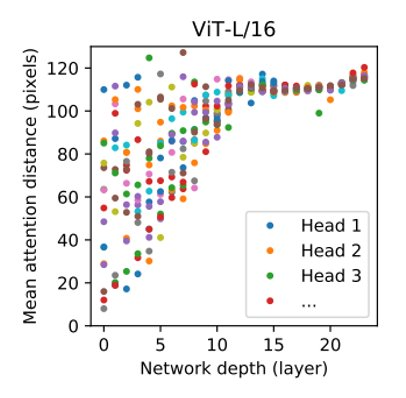 ViT-L/16
Mean attention distance (pixels)
120
100
80
60
40
20
0
Head 1
Head 2
Head 3
...
0 5 10 15 20
Network depth (layer)